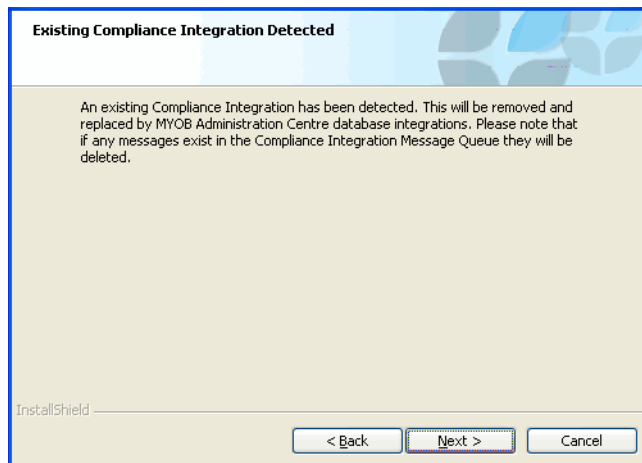 Existing Compliance Integration Detected
An existing Compliance Integration has been detected. This will be removed and
replaced by MYOB Administration Centre database integrations. Please note that
if any messages exist in the Compliance Integration Message Queue they will be
deleted.
InstallShield
< Back
Next >
Cancel